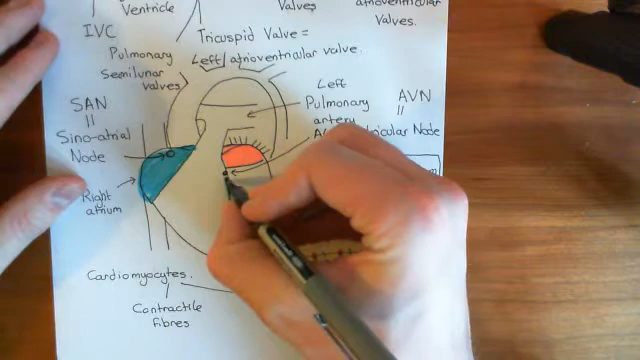 Ventricle
Valves
atrioventricular
Valves.
IVC
Tricuspid Valve =
Left/atrioventricular valve.
Pulmonary
Semilunar
valves
Left
Pulmonary
artery
SAN
=
Sino-atrial
Node
AVN
=
Node
Right
atrium
Cardiomyocytes.
Contractile
fibres